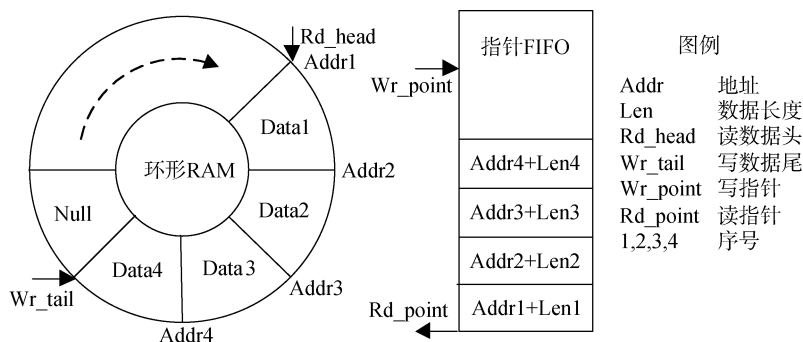 Rd_head
Addr1
Data1
环形RAM
Addr2
Null
Data2
Data4
Data3
Wr_tail
Addr3
Addr4
指针FIFO
Wr_point
Addr4+Len4
Addr3+Len3
Addr2+Len2
Rd_point
Addr1+Len1
图例
Addr 地址
Len 数据长度
Rd_head 读数据头
Wr_tail 写数据尾
Wr_point 写指针
Rd_point 读指针
1,2,3,4 序号